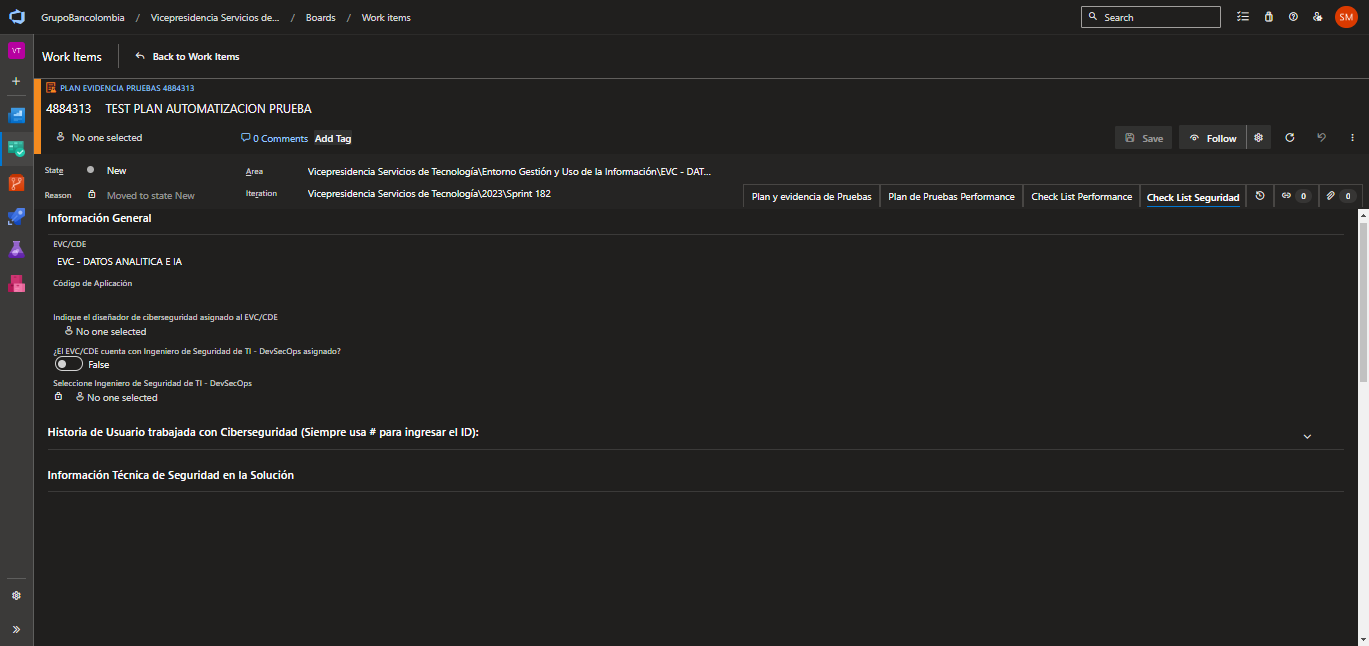 GrupoBancolombia / Vicepresidencia Servicios de... / Boards / Work items
Search
SM
VT
Work Items
Back to Work Items
PLAN EVIDENCIA PRUEBAS 4884313
4884313 TEST PLAN AUTOMATIZACION PRUEBA
No one selected
0 Comments
Add Tag
Save
Follow
State
New
Area
Vicepresidencia Servicios de Tecnología\Entorno Gestión y Uso de la Información\EVC - DAT...
Reason
Moved to state New
Iteration
Vicepresidencia Servicios de Tecnología\2023\Sprint 182
Plan y evidencia de Pruebas
Plan de Pruebas Performance
Check List Performance
Check List Seguridad
0
0
Información General
EVC/CDE
EVC - DATOS ANALITICA E IA
Código de Aplicación
Indique el diseñador de ciberseguridad asignado al EVC/CDE
No one selected
¿El EVC/CDE cuenta con Ingeniero de Seguridad de TI - DevSecOps asignado?
False
Seleccione Ingeniero de Seguridad de TI - DevSecOps
No one selected
Historia de Usuario trabajada con Ciberseguridad (Siempre usa # para ingresar el ID):
Información Técnica de Seguridad en la Solución